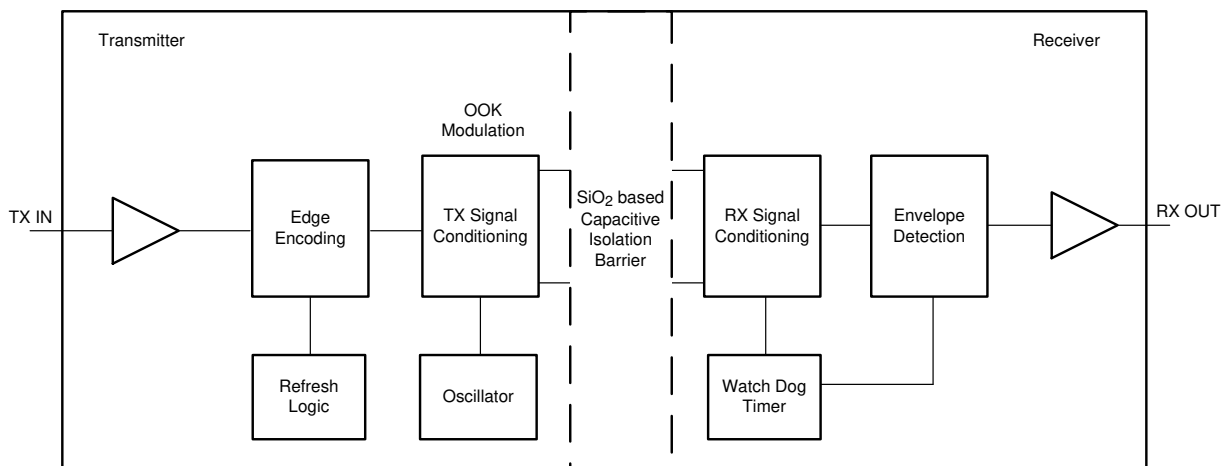 Transmitter
Receiver
OOK
Modulation
TX IN
Edge
Encoding
TX Signal
Conditioning
SiO2 based
Capacitive
Isolation
Barrier
RX Signal
Conditioning
Envelope
Detection
RX OUT
Refresh
Logic
Oscillator
Watch Dog
Timer